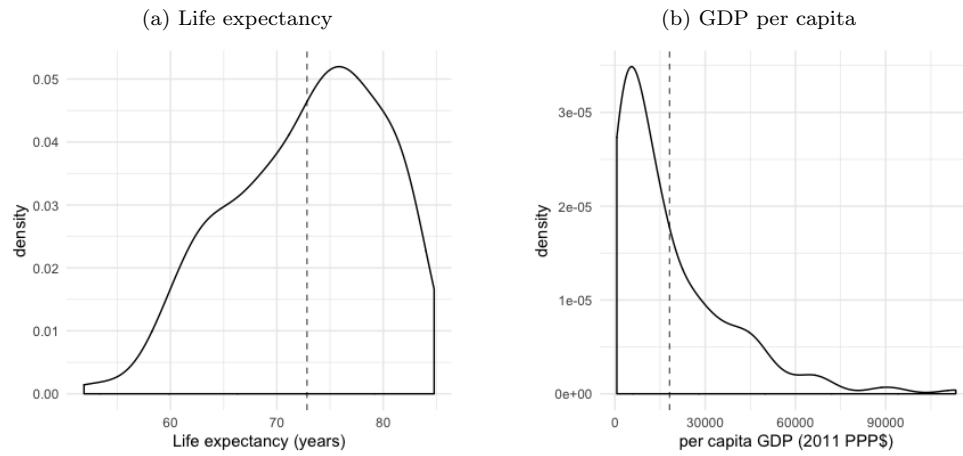 (a) Life expectancy
0.05
0.04
0.03
0.02
0.01
0.00
density
60 70 80
Life expectancy (years)
(b) GDP per capita
3e-05
2e-05
1e-05
0e+00
density
0 30000 60000 90000
per capita GDP (2011 PPP$)